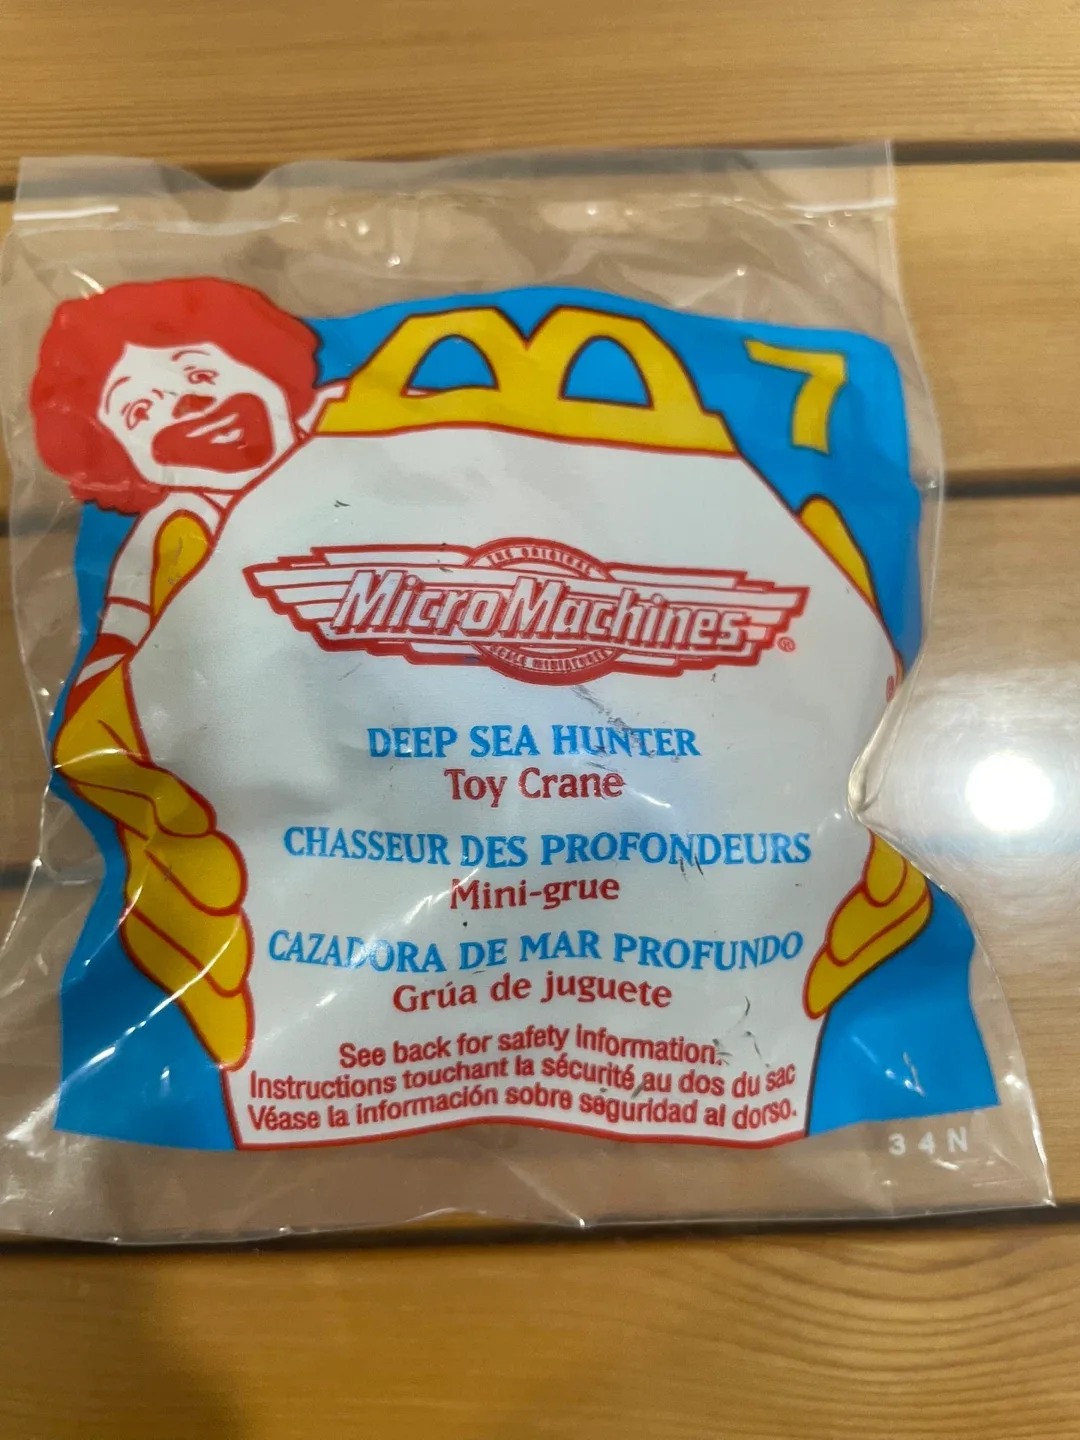 7
THE ORIGINAL
MicroMachines®
SCALE MINIATURES
DEEP SEA HUNTER
Toy Crane
CHASSEUR DES PROFONDEURS
Mini-grue
CAZADORA DE MAR PROFUNDO
Grúa de juguete
See back for safety information.
Instructions touchant la sécurité au dos du sac
Véase la información sobre seguridad al dorso.
34N